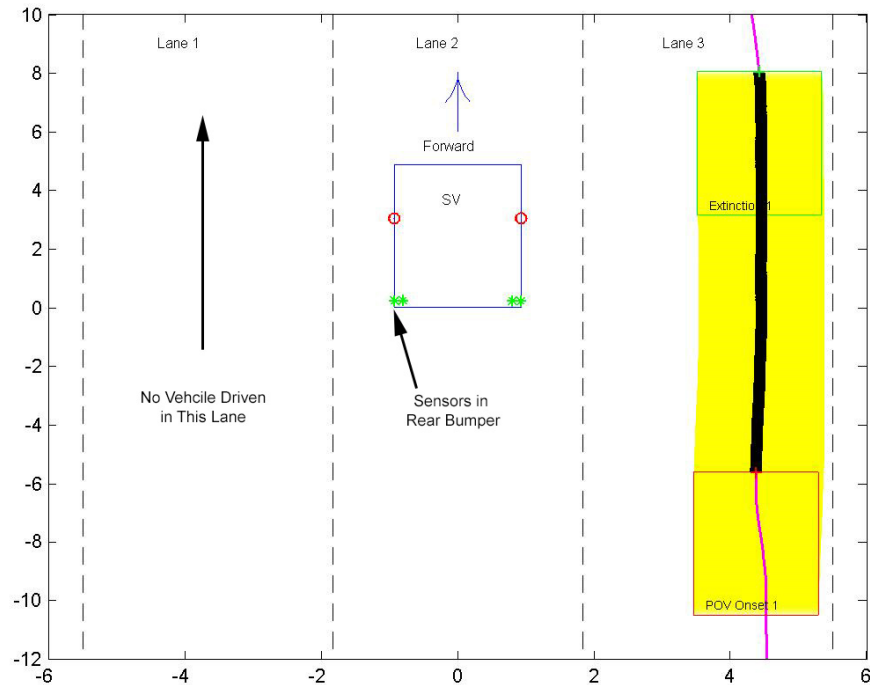 10
8
6
4
2
0
-2
-4
-6
-8
-10
-12
-6
-4
-2
0
2
4
6
Lane 1
Lane 2
Lane 3
Forward
SV
Extinction 1
No Vehcile Driven
in This Lane
Sensors in
Rear Bumper
POV Onset 1